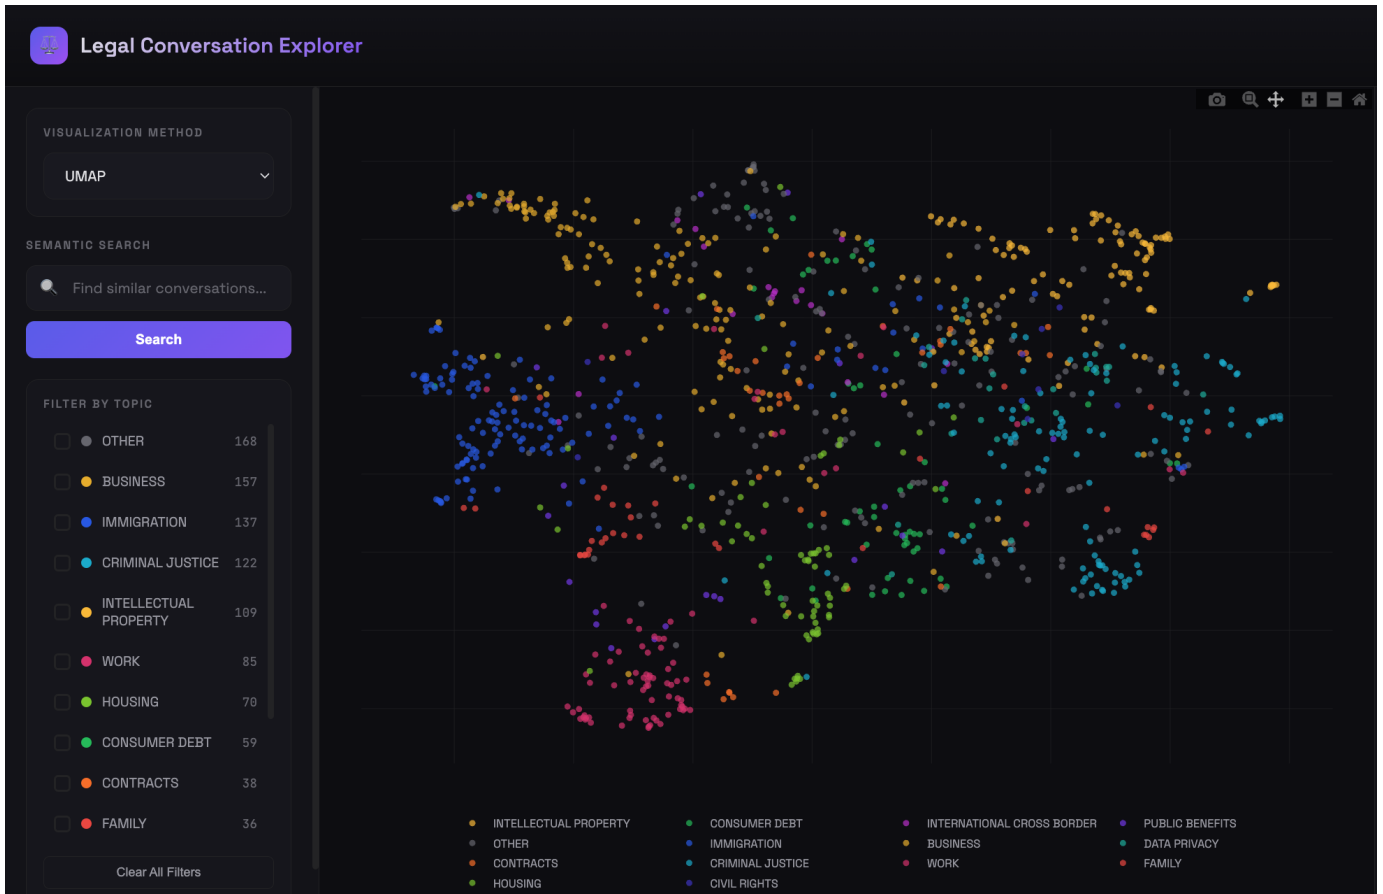 Legal Conversation Explorer
VISUALIZATION METHOD
UMAP
SEMANTIC SEARCH
Find similar conversations...
Search
FILTER BY TOPIC
OTHER 168
BUSINESS 157
IMMIGRATION 137
CRIMINAL JUSTICE 122
INTELLECTUAL
PROPERTY 109
WORK 85
HOUSING 70
CONSUMER DEBT 59
CONTRACTS 38
FAMILY 36
Clear All Filters
INTELLECTUAL PROPERTY CONSUMER DEBT INTERNATIONAL CROSS BORDER PUBLIC BENEFITS
OTHER IMMIGRATION BUSINESS DATA PRIVACY
CONTRACTS CRIMINAL JUSTICE WORK FAMILY
HOUSING CIVIL RIGHTS